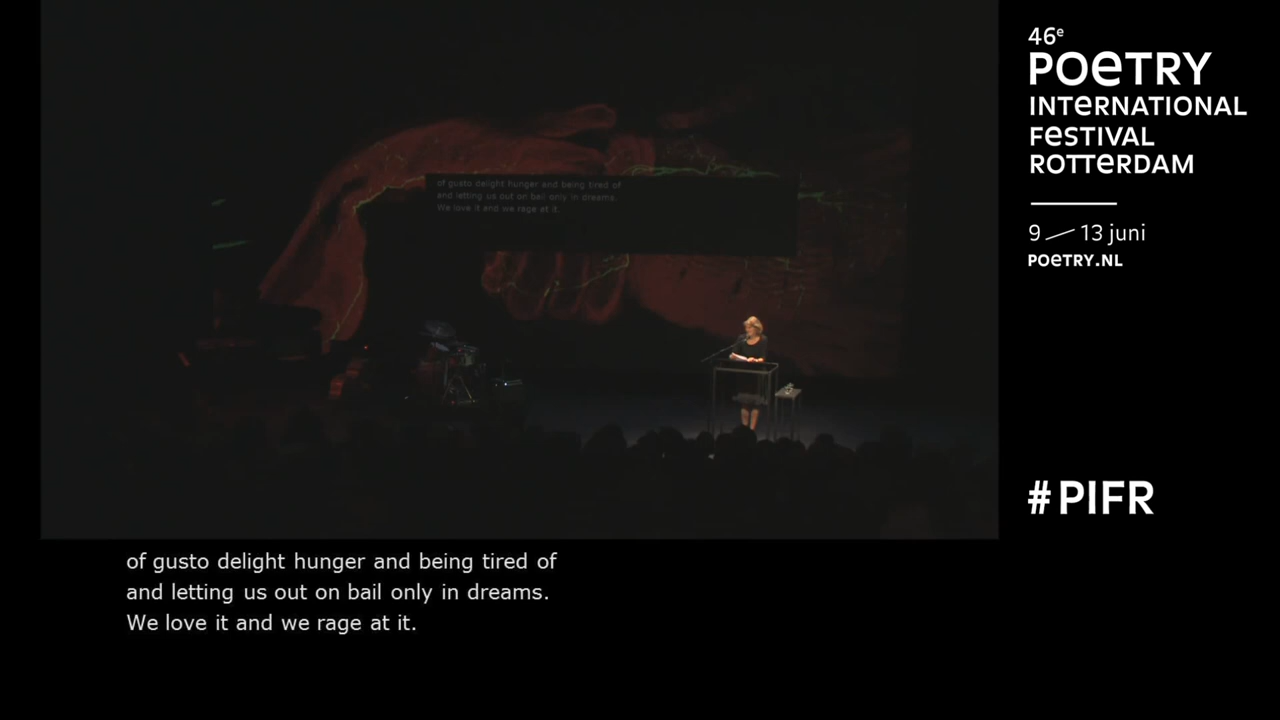 46e
POeTRY
INTeRNATIONAL
FeSTIVAL
ROTTeRDAM
9 — 13 juni
POeTRY.NL
of gusto delight hunger and being tired of
and letting us out on bail only in dreams.
We love it and we rage at it.
#PIFR
of gusto delight hunger and being tired of
and letting us out on bail only in dreams.
We love it and we rage at it.